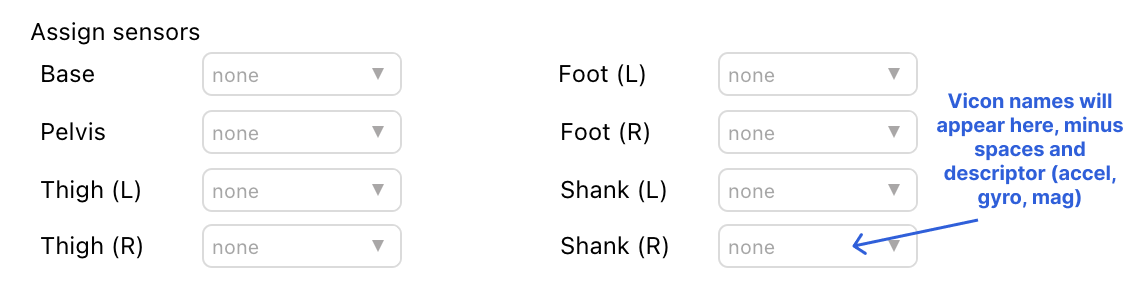 Assign sensors
Base
none
Foot (L)
none
Pelvis
none
Foot (R)
none
Thigh (L)
none
Shank (L)
none
Thigh (R)
none
Shank (R)
none
Vicon names will
appear here, minus
spaces and
descriptor (accel,
gyro, mag)